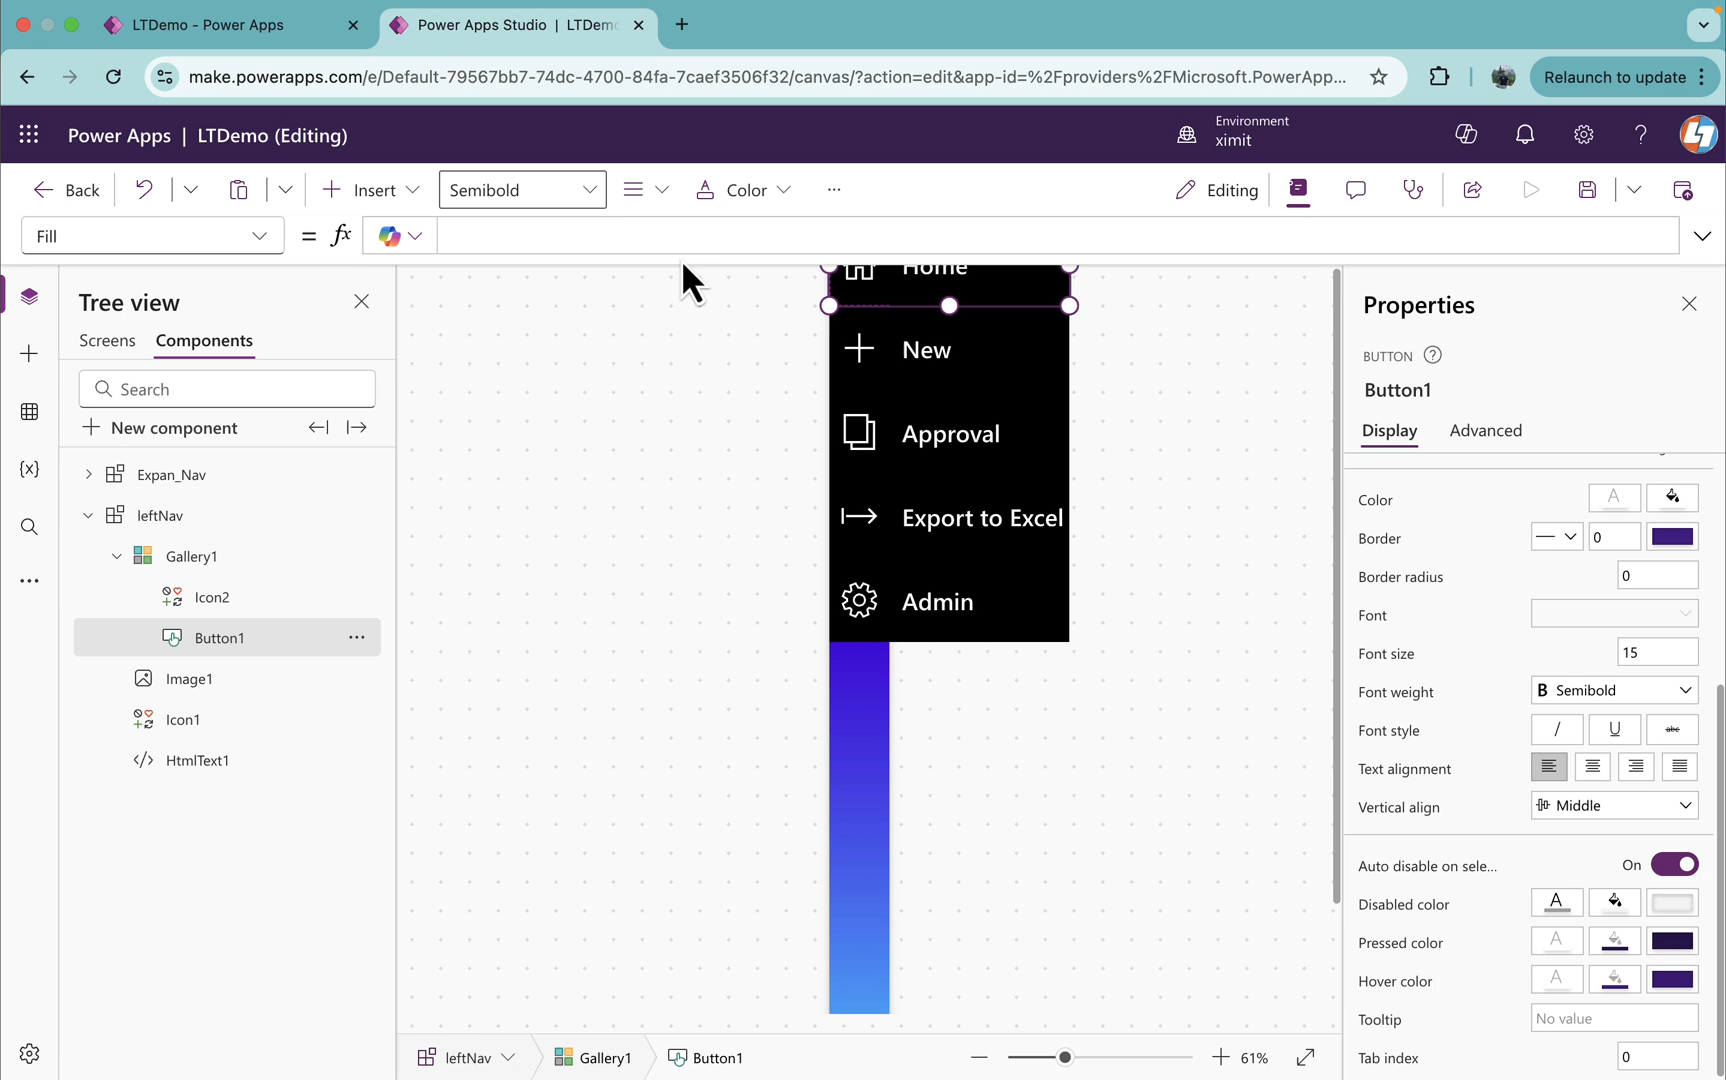 LTDemo - Power Apps
Power Apps Studio | LTDem
make.powerapps.com/e/Default-79567bb7-74dc-4700-84fa-7caef3506f32/canvas/?action=edit&app-id=%2Fproviders%2FMicrosoft.PowerApp...
Relaunch to update
Power Apps | LTDemo (Editing)
Environment
ximit
Back
Insert
Semibold
Color
Editing
Fill
= fx
Tree view
Screens
Components
Search
New component
Expan_Nav
leftNav
Gallery1
Icon2
Button1
Image1
Icon1
HtmlText1
Home
New
Approval
Export to Excel
Admin
Properties
BUTTON
Button1
Display
Advanced
Color
Border
0
Border radius
0
Font
Font size
15
Font weight
B Semibold
Font style
/ U abc
Text alignment
Vertical align
Middle
Auto disable on sele...
On
Disabled color
A
Pressed color
A
Hover color
A
Tooltip
No value
Tab index
0
leftNav
Gallery1
Button1
61%